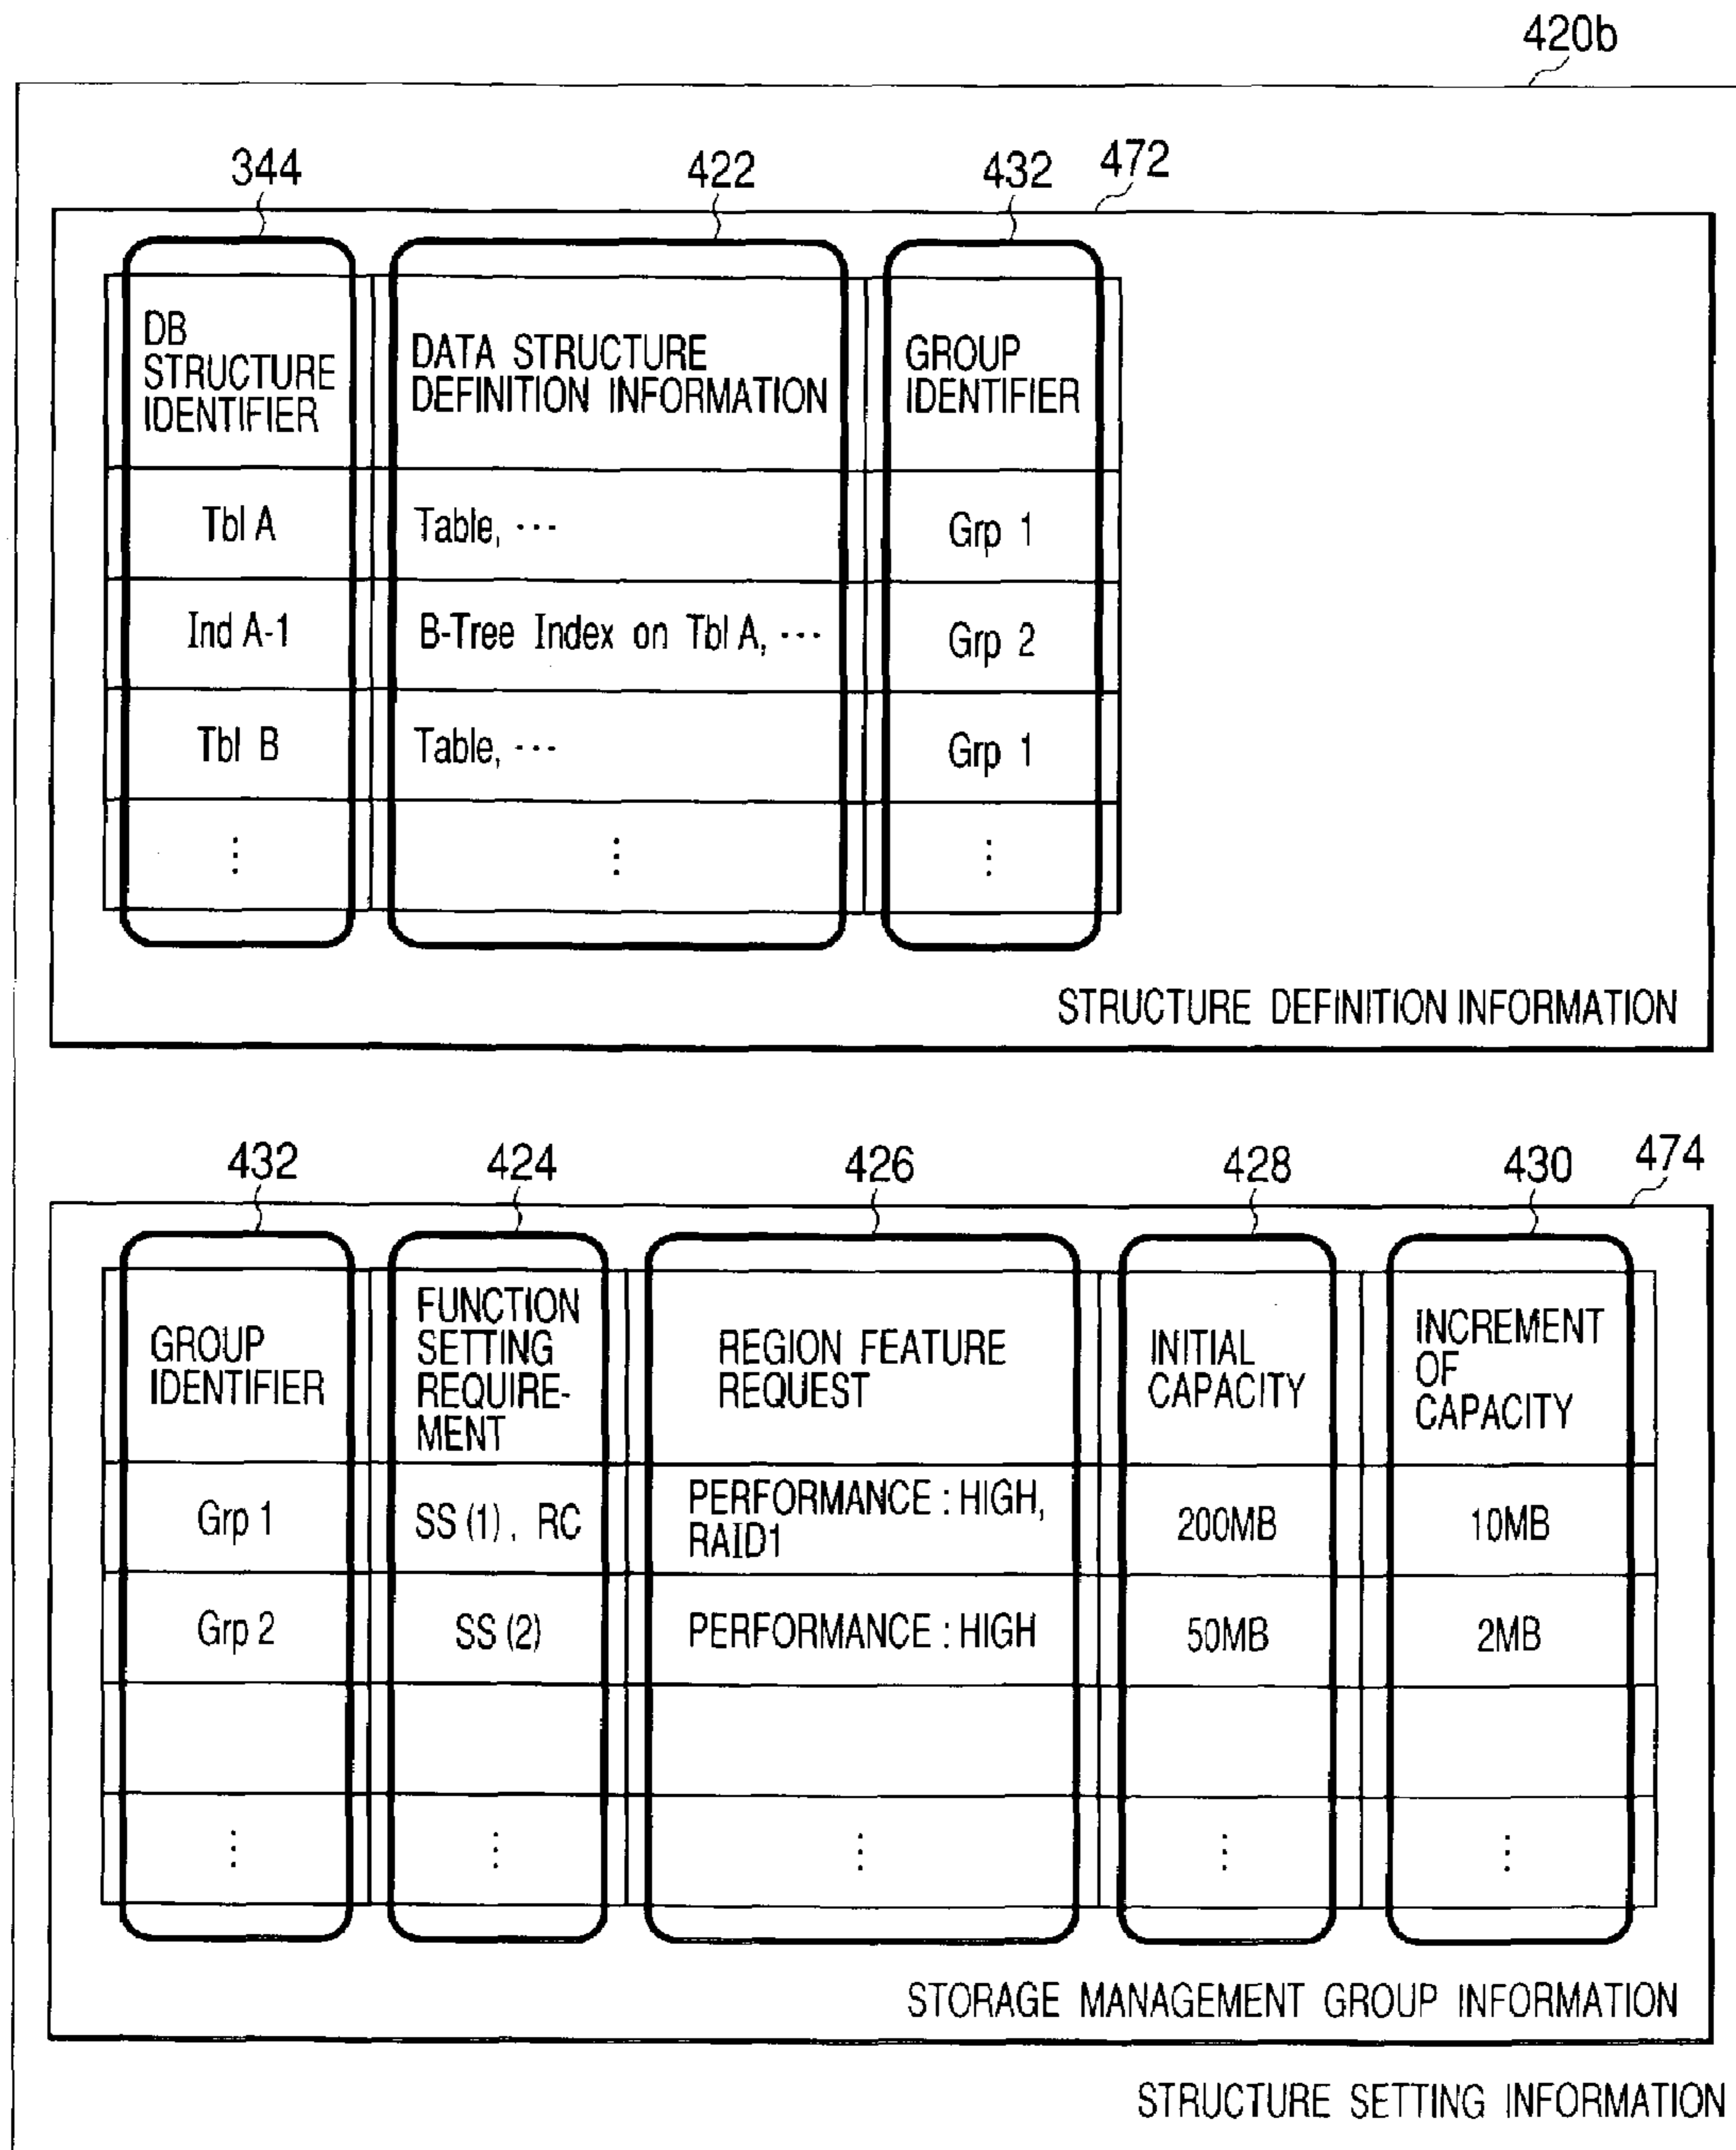 420b
344
422
432
472
DB
STRUCTURE
IDENTIFIER
DATA STRUCTURE
DEFINITION INFORMATION
GROUP
IDENTIFIER
Tbl A
Table, ···
Grp 1
Ind A-1
B-Tree Index on Tbl A, ···
Grp 2
Tbl B
Table, ···
Grp 1
⋮
⋮
⋮
STRUCTURE DEFINITION INFORMATION
432
424
426
428
430
474
GROUP
IDENTIFIER
FUNCTION
SETTING
REQUIRE-
MENT
REGION FEATURE
REQUEST
INITIAL
CAPACITY
INCREMENT
OF
CAPACITY
Grp 1
SS (1), RC
PERFORMANCE : HIGH,
RAID1
200MB
10MB
Grp 2
SS (2)
PERFORMANCE : HIGH
50MB
2MB
⋮
⋮
⋮
⋮
⋮
STORAGE MANAGEMENT GROUP INFORMATION
STRUCTURE SETTING INFORMATION